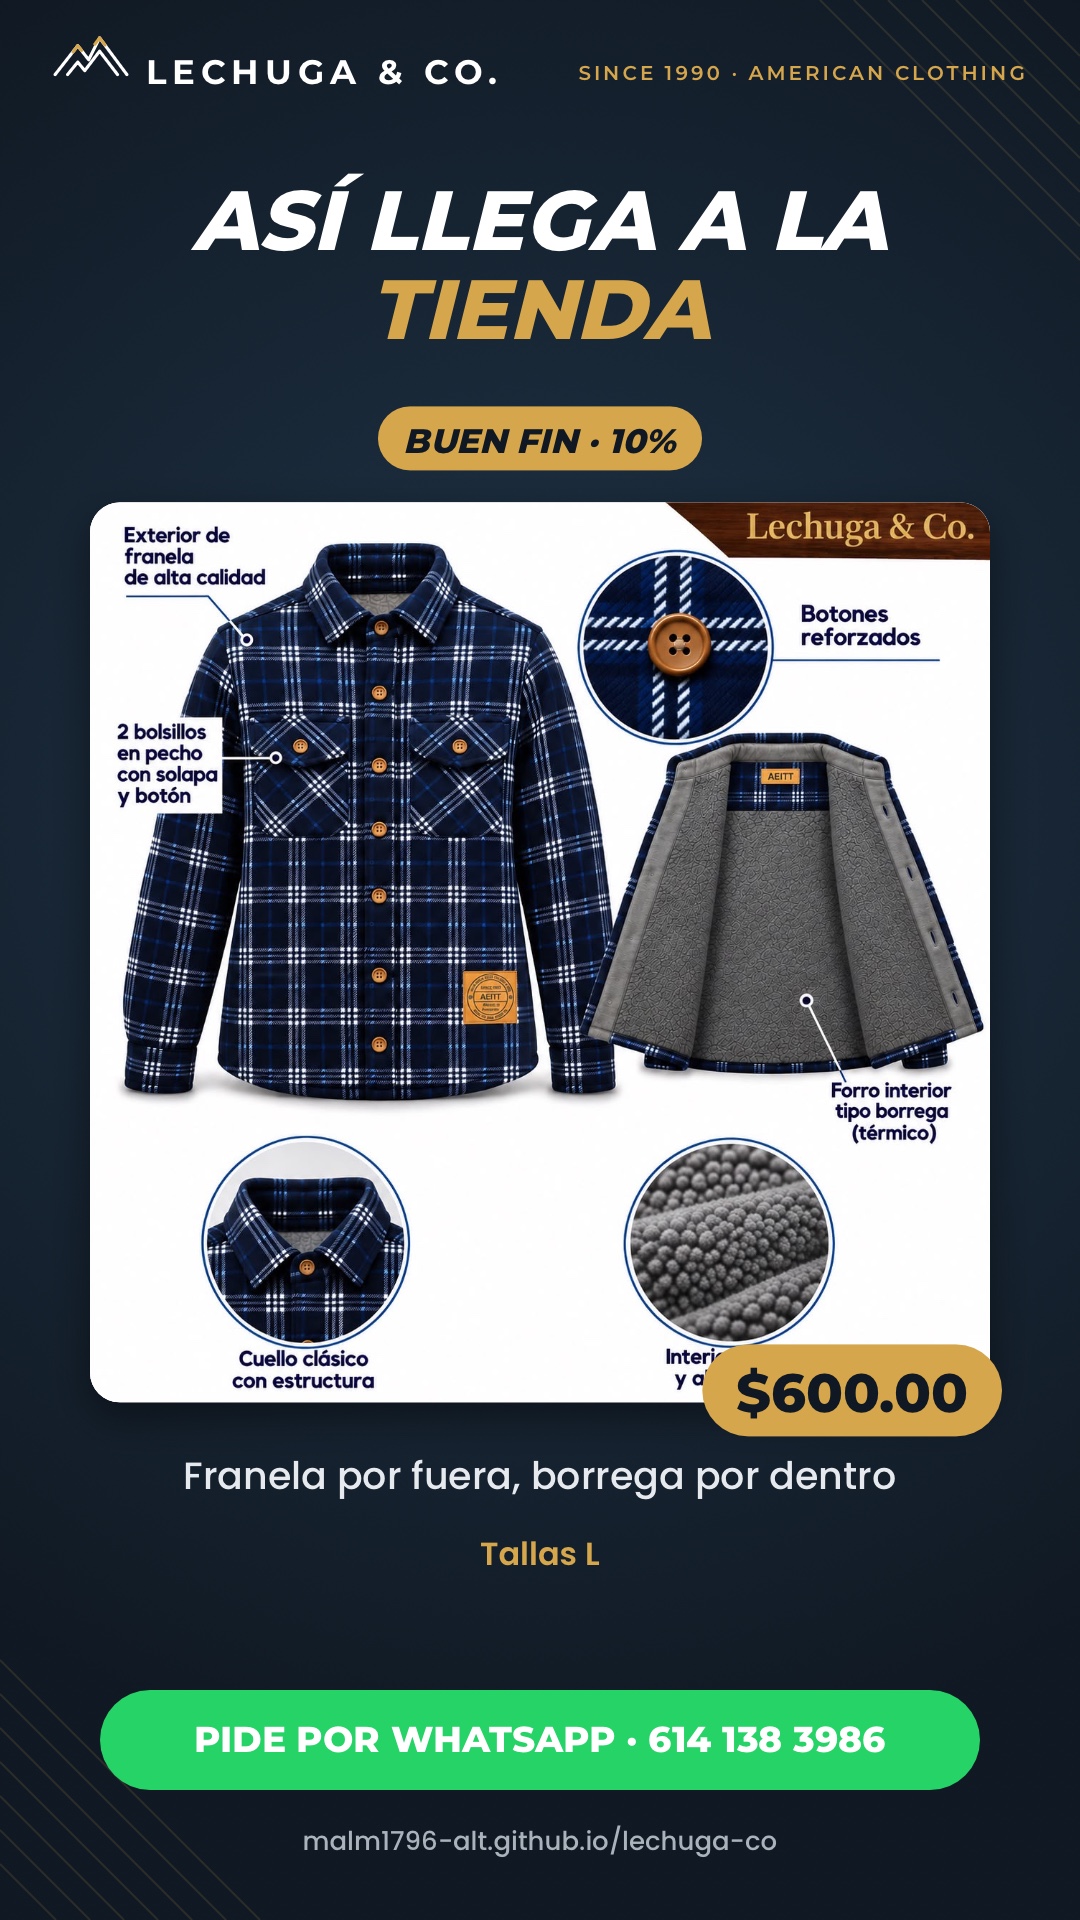 LECHUGA & CO.
SINCE 1990 · AMERICAN CLOTHING
ASÍ LLEGA A LA
TIENDA
BUEN FIN · 10%
Lechuga & Co.
Exterior de
franela
de alta calidad
Botones
reforzados
2 bolsillos
en pecho
con solapa
y botón
AEITT
AEITT
Forro interior
tipo borrega
(térmico)
Cuello clásico
con estructura
y
$600.00
Franela por fuera, borrega por dentro
Tallas L
PIDE POR WHATSAPP · 614 138 3986
malm1796-alt.github.io/lechuga-co